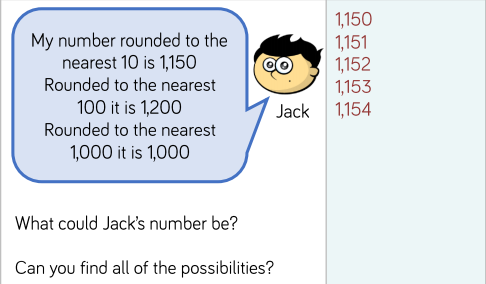 My number rounded to the
nearest 10 is 1,150
Rounded to the nearest
100 it is 1,200
Rounded to the nearest
1,000 it is 1,000
Jack
What could Jack's number be?
Can you find all of the possibilities?
1,150
1,151
1,152
1,153
1,154